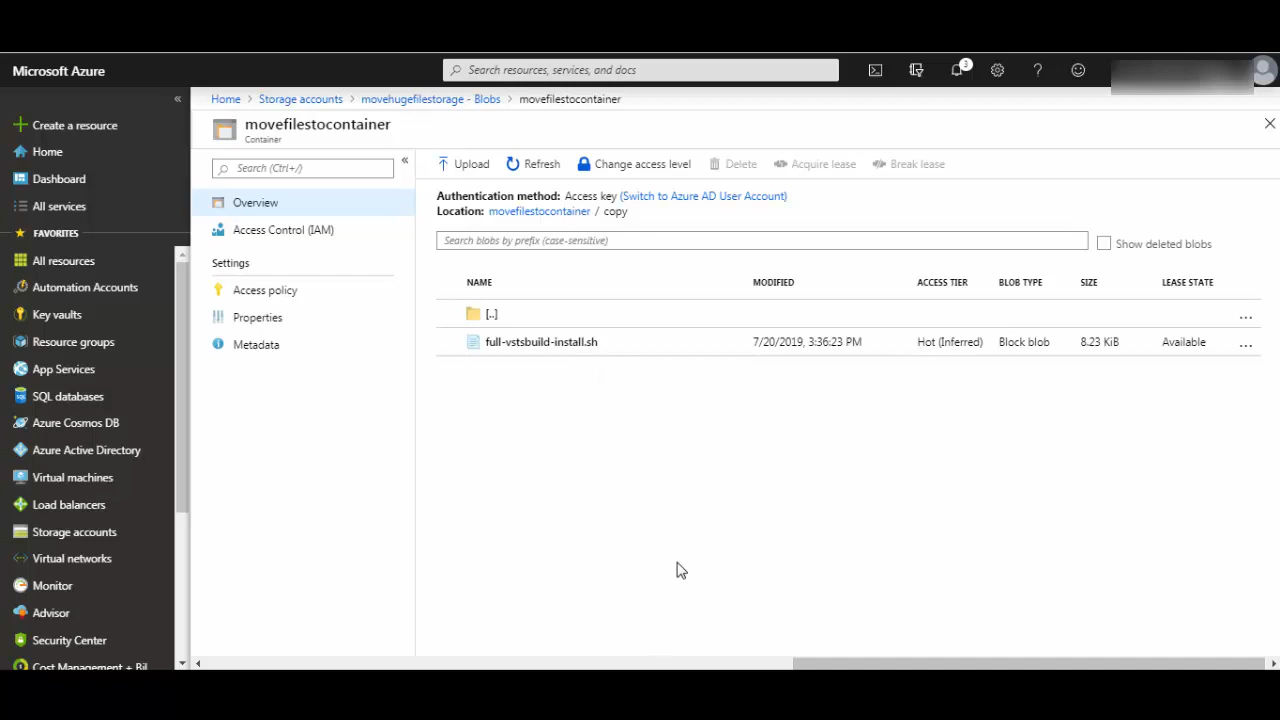 Microsoft Azure
Search resources, services, and docs
3
«
Home > Storage accounts > movehugefilestorage - Blobs > movefilestocontainer
movefilestocontainer
Container
Create a resource
Home
Dashboard
All services
FAVORITES
All resources
Automation Accounts
Key vaults
Resource groups
App Services
SQL databases
Azure Cosmos DB
Azure Active Directory
Virtual machines
Load balancers
Storage accounts
Virtual networks
Monitor
Advisor
Security Center
Cost Management + Bil
Search (Ctrl+/)
«
Overview
Access Control (IAM)
Settings
Access policy
Properties
Metadata
Upload Refresh Change access level Delete Acquire lease Break lease
Authentication method: Access key (Switch to Azure AD User Account)
Location: movefilestocontainer / copy
Search blobs by prefix (case-sensitive)
Show deleted blobs
NAME MODIFIED ACCESS TIER BLOB TYPE SIZE LEASE STATE
[..] ...
full-vstsbuild-install.sh 7/20/2019, 3:36:23 PM Hot (Inferred) Block blob 8.23 KiB Available ...